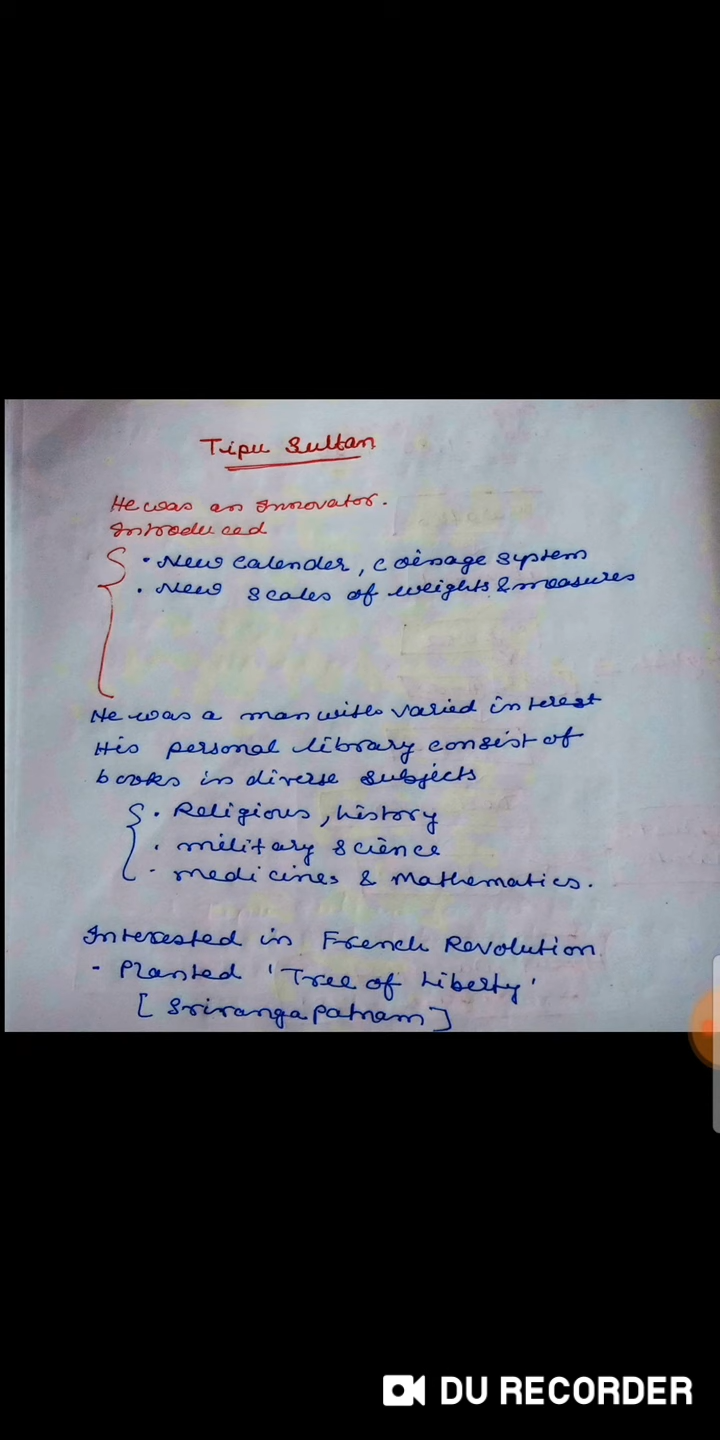 Tipu Sultan
He was an Innovator.
Introduced
· New calender, coinage system
· New scales of weights & measures
He was a man with varied interest
His personal library consist of
books in diverse subjects
· Religious, history
· military science
· medicines & Mathematics.
Interested in French Revolution
- Planted 'Tree of Liberty'
[Srirangapatnam]
DU RECORDER